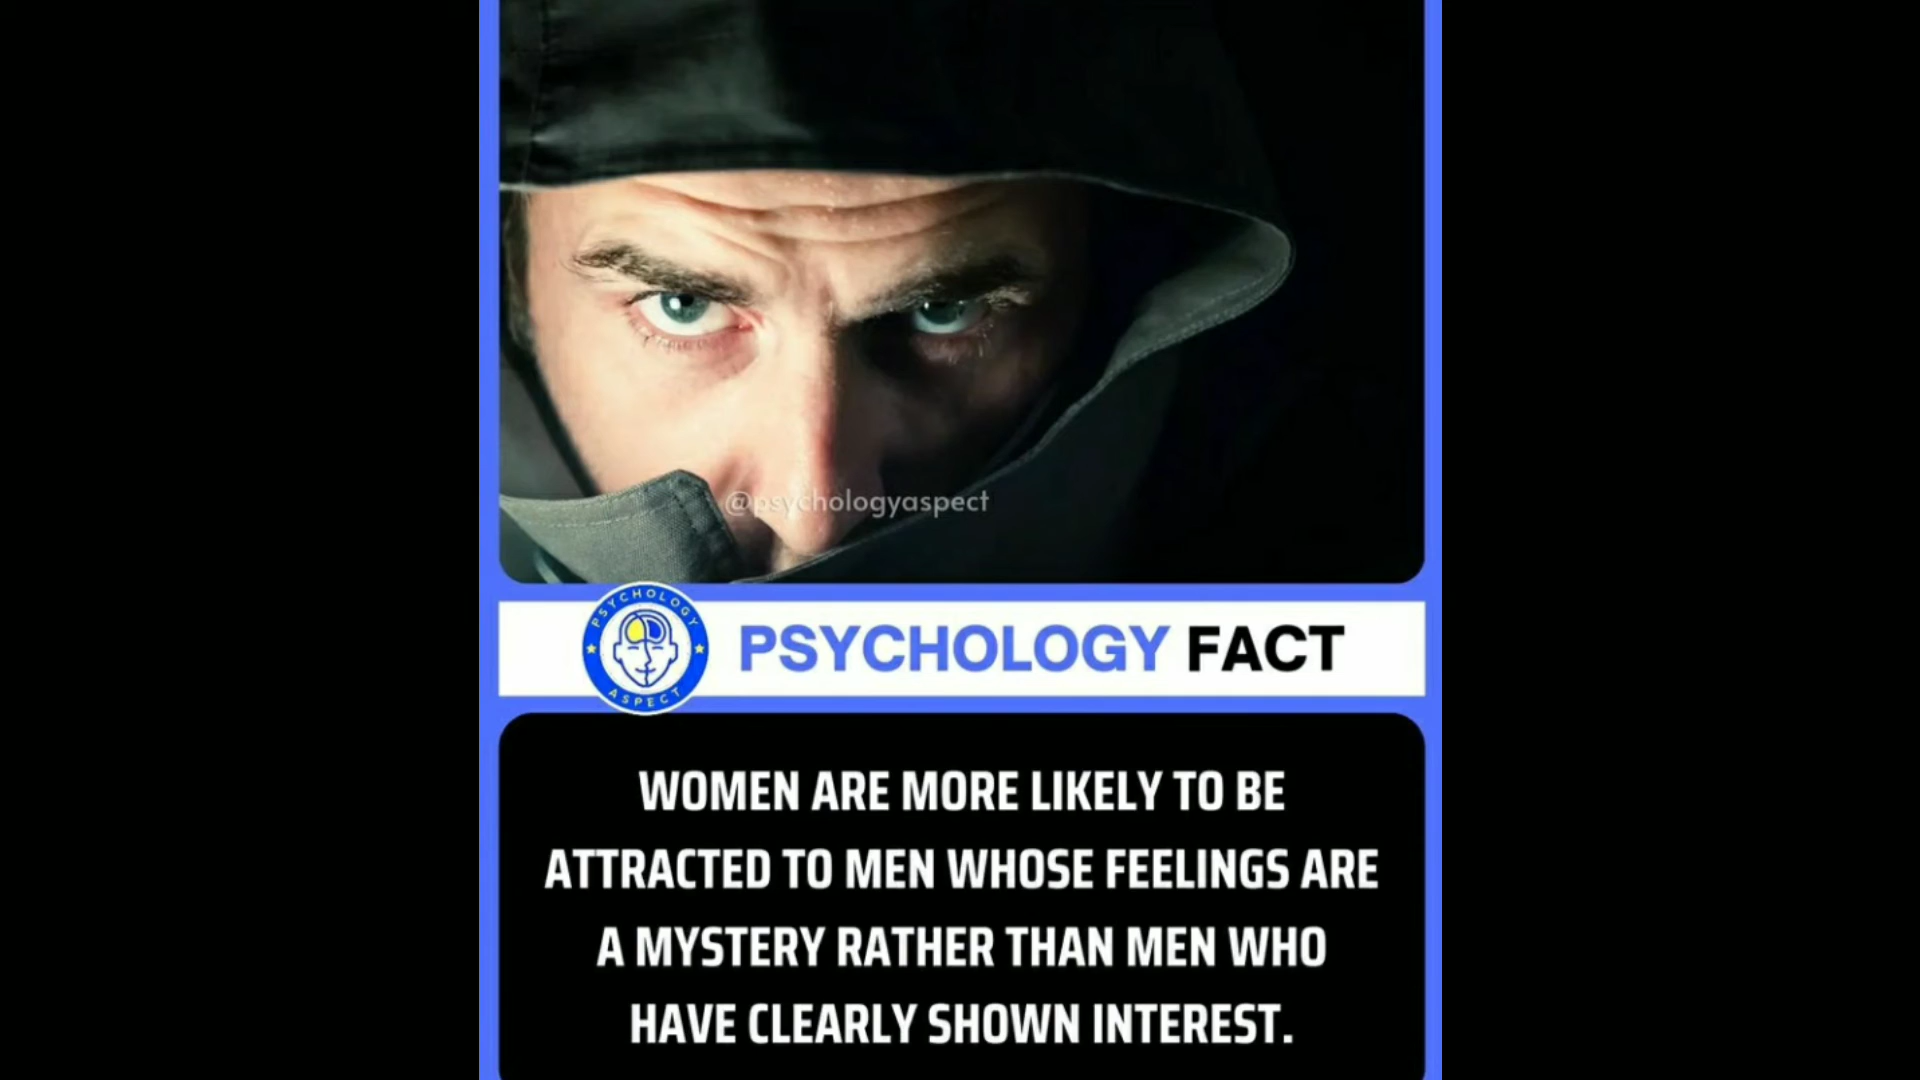 @psychologyaspect
PSYCHOLOGY
ASPECT
PSYCHOLOGY FACT
WOMEN ARE MORE LIKELY TO BE
ATTRACTED TO MEN WHOSE FEELINGS ARE
A MYSTERY RATHER THAN MEN WHO
HAVE CLEARLY SHOWN INTEREST.